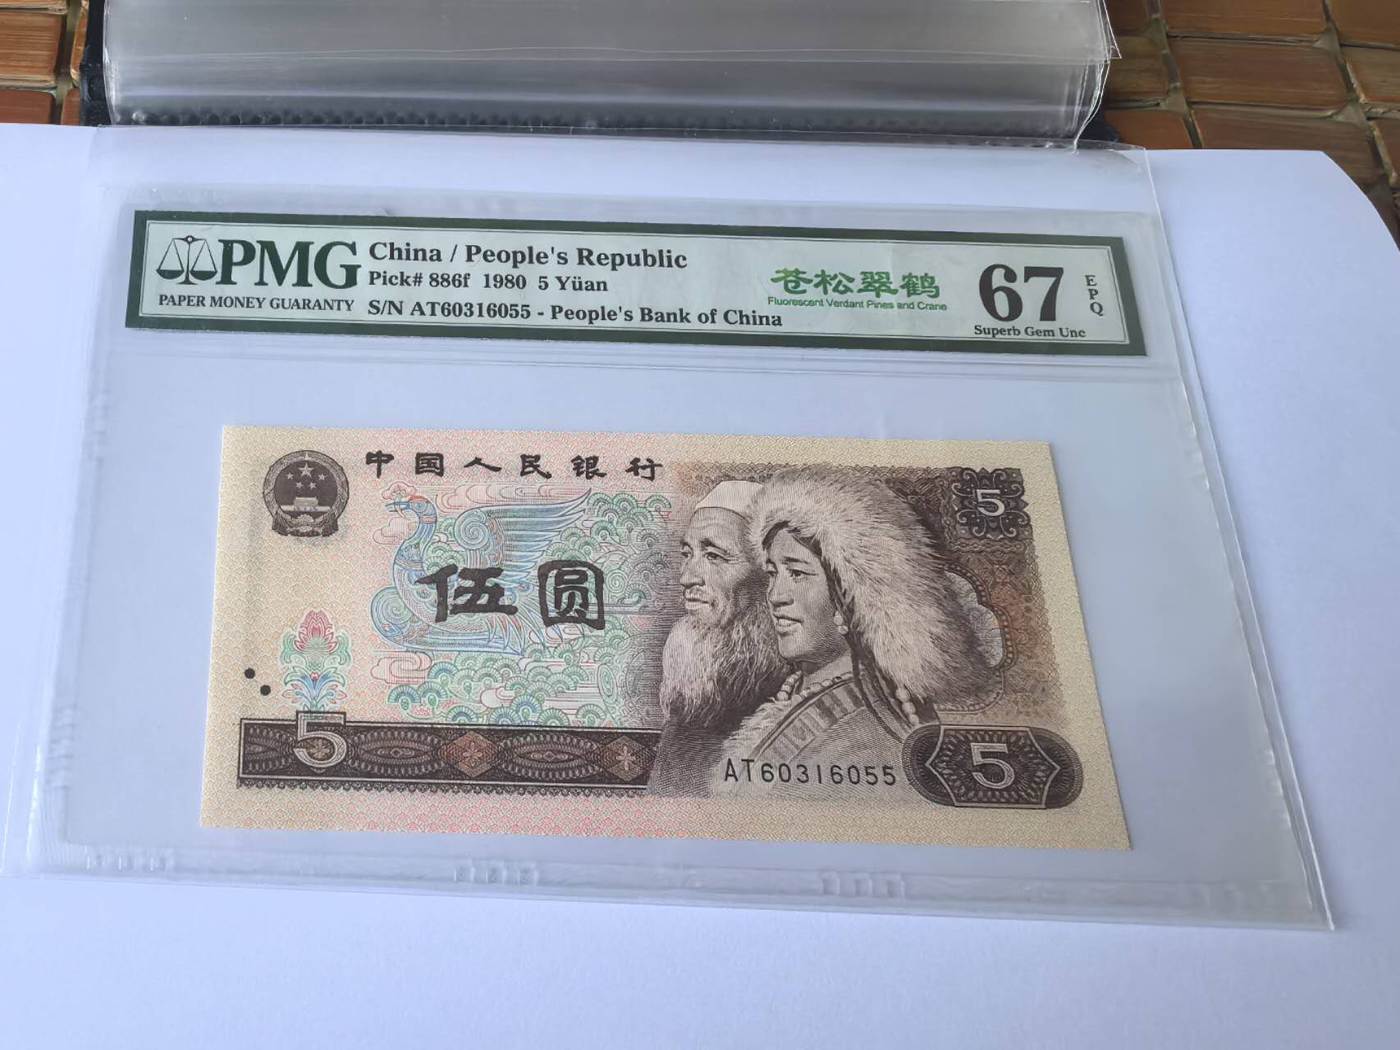 PMG
PAPER MONEY GUARANTY
China / People's Republic
Pick# 886f 1980 5 Yüan
S/N AT60316055 - People's Bank of China
苍松翠鹤
Fluorescent Verdant Pines and Crane
67
EPQ
Superb Gem Unc
中国人民银行
5
伍圆
5
AT60316055
5